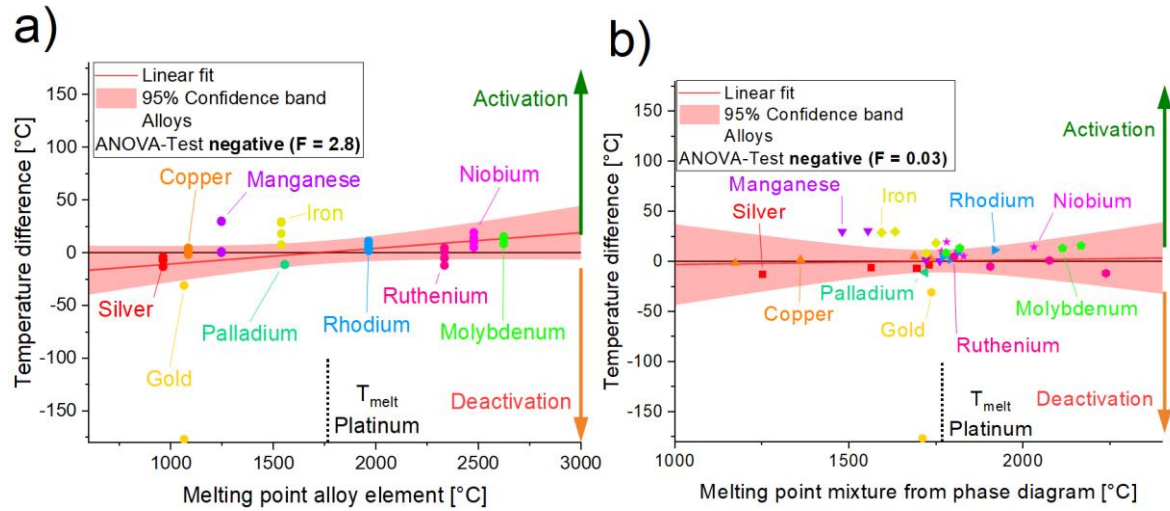 a)
Linear fit
95% Confidence band
Alloys
ANOVA-Test negative (F = 2.8)
Activation
Deactivation
Copper
Manganese
Iron
Niobium
Silver
Gold
Palladium
Rhodium
Ruthenium
Molybdenum
Tmelt
Platinum
150
100
50
0
-50
-100
-150
Temperature difference [°C]
1000
1500
2000
2500
3000
Melting point alloy element [°C]
b)
Linear fit
95% Confidence band
Alloys
ANOVA-Test negative (F = 0.03)
Activation
Deactivation
Manganese
Iron
Silver
Rhodium
Niobium
Palladium
Copper
Gold
Molybdenum
Ruthenium
Tmelt
Platinum
150
100
50
0
-50
-100
-150
Temperature difference [°C]
1000
1500
2000
Melting point mixture from phase diagram [°C]